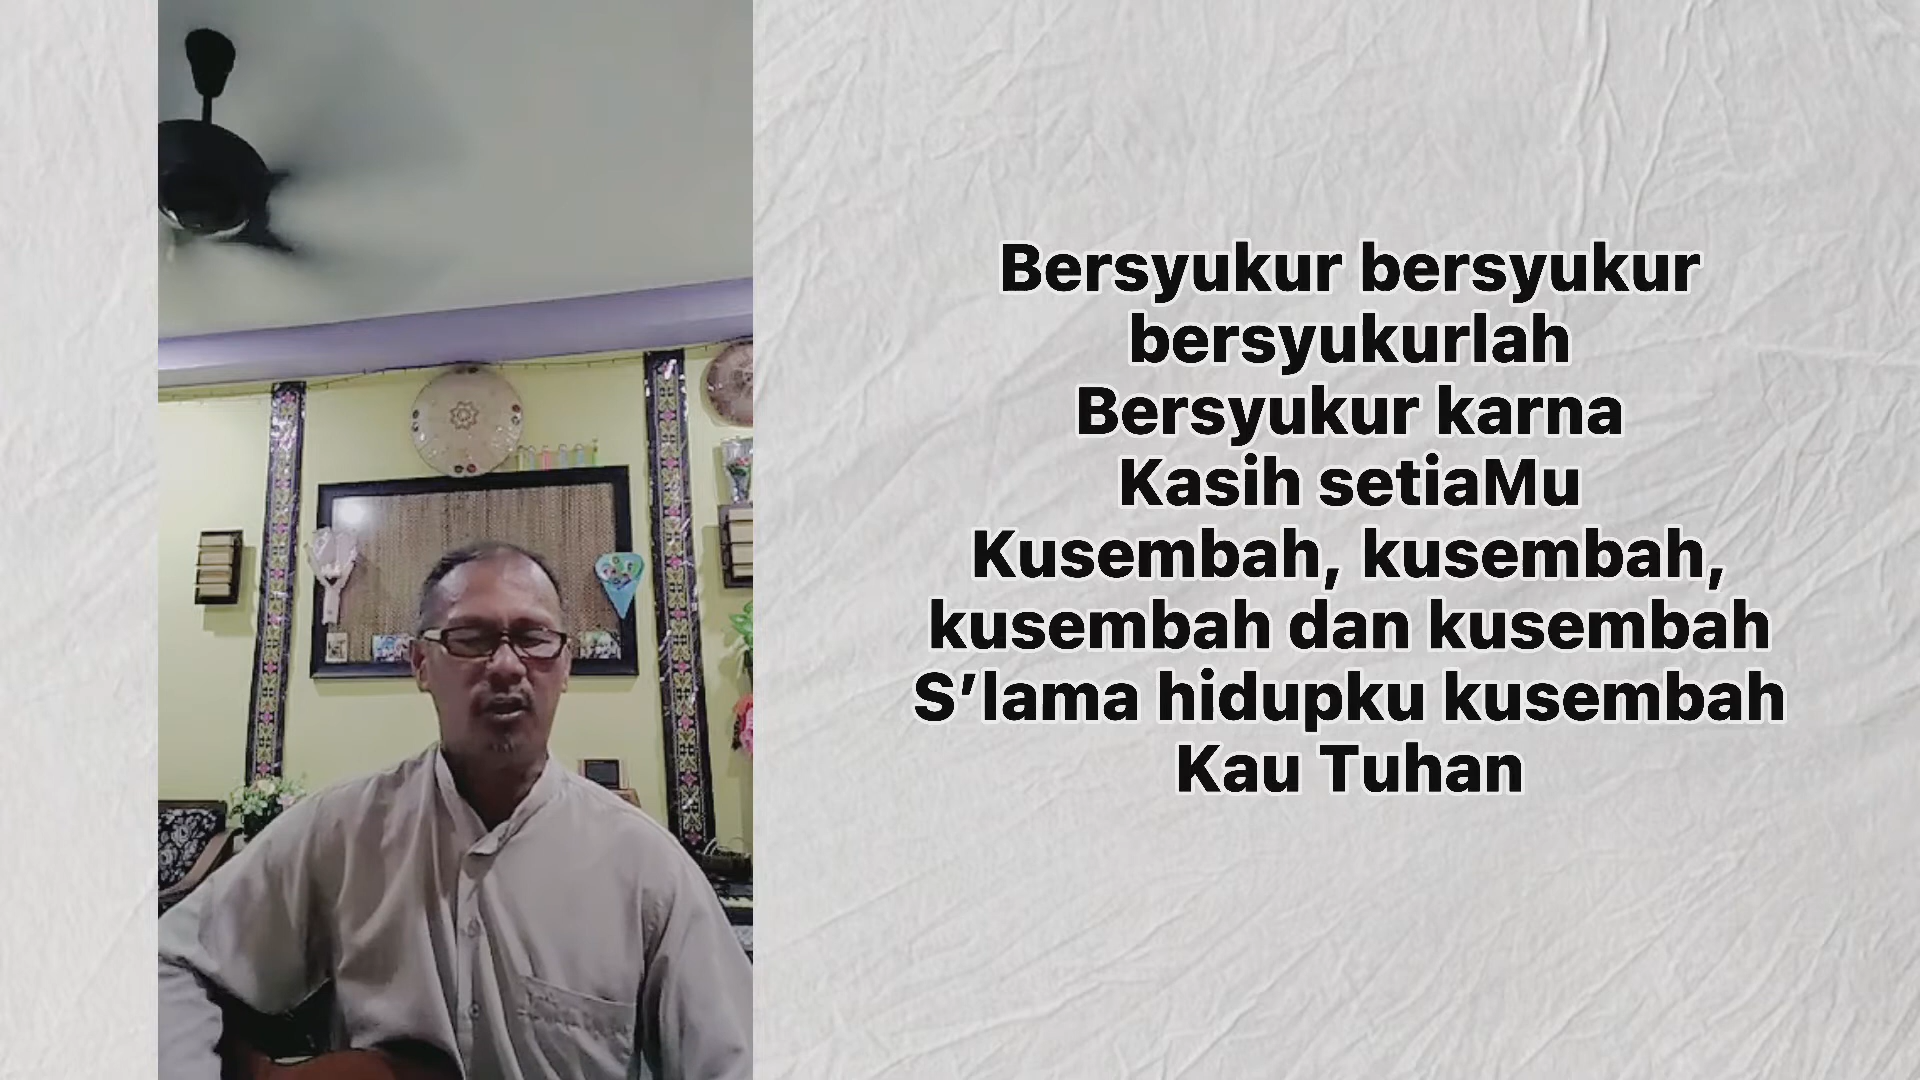 Bersyukur bersyukur
bersyukurlah
Bersyukur karna
Kasih setiaMu
Kusembah, kusembah,
kusembah dan kusembah
S’lama hidupku kusembah
Kau Tuhan